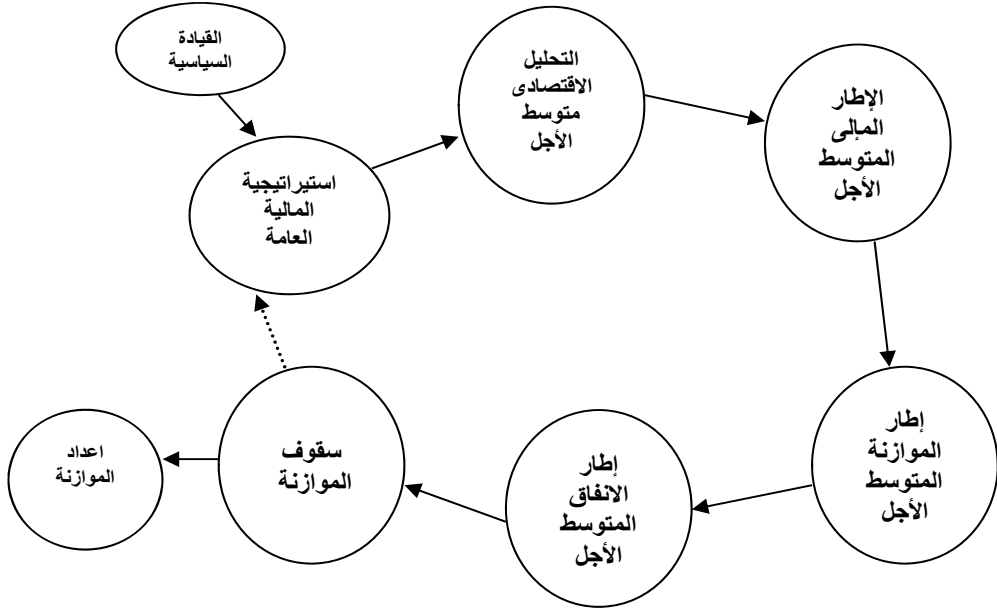 القيادة
السياسية
استيراتيجية
المالية
العامة
التحليل
الاقتصادى
متوسط
الأجل
الإطار
المإلى
المتوسط
الأجل
إطار
الموازنة
المتوسط
الأجل
إطار
الانفاق
المتوسط
الأجل
سقوف
الموازنة
اعداد
الموازنة